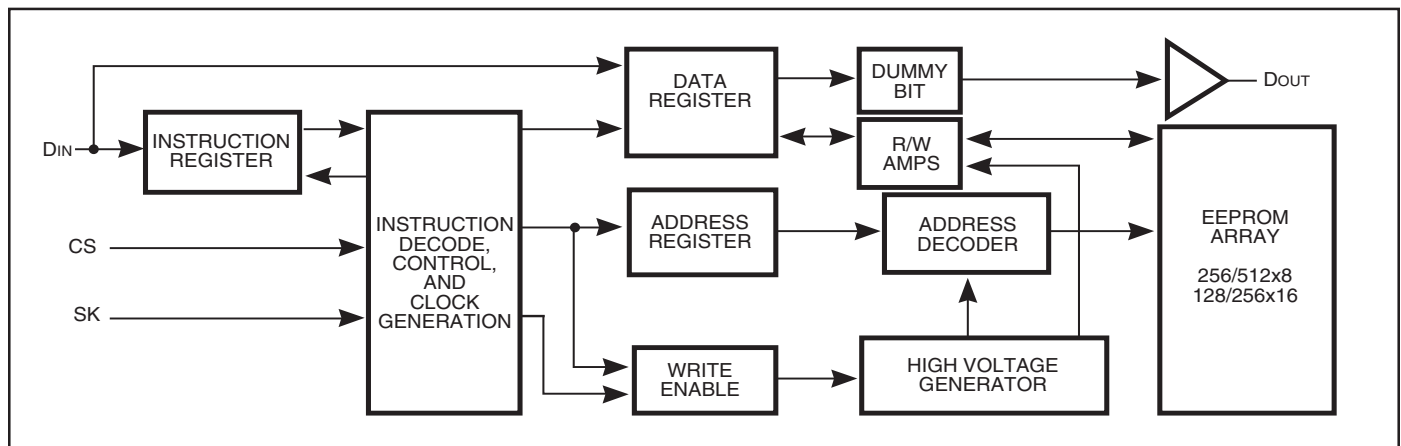 DATA
REGISTER
DUMMY
BIT
DOUT
DIN
INSTRUCTION
REGISTER
R/W
AMPS
CS
SK
INSTRUCTION
DECODE,
CONTROL,
AND
CLOCK
GENERATION
ADDRESS
REGISTER
ADDRESS
DECODER
EEPROM
ARRAY
256/512x8
128/256x16
WRITE
ENABLE
HIGH VOLTAGE
GENERATOR